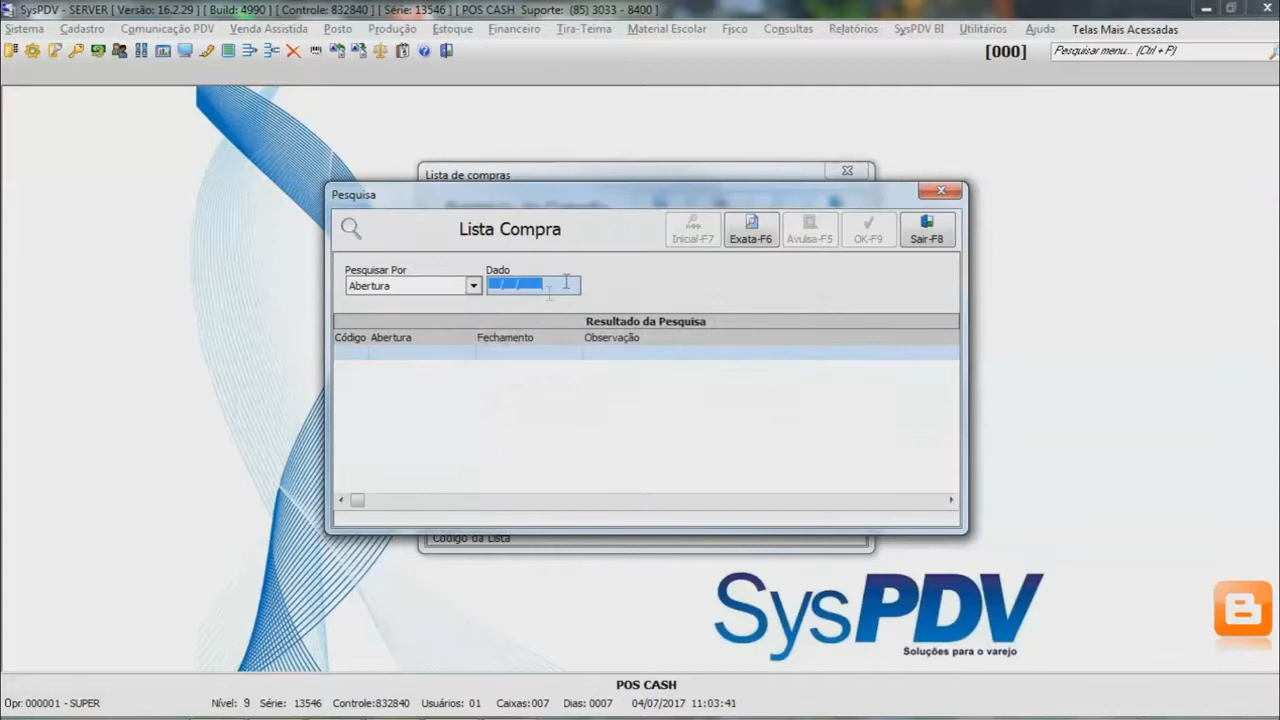 SysPDV - SERVER [ Versão: 16.2.29 ] [ Build: 4990 ] [ Controle: 832840 ] [ Série: 13546 ] [ POS CASH Suporte: (85) 3033 - 8400 ]
Sistema Cadastro Comunicação PDV Venda Assistida Posto Produção Estoque Financeiro Tira-Teima Material Escolar Fisco Consultas Relatórios SysPDV BI Utilitários Ajuda Telas Mais Acessadas
[000] Pesquisar menu... (Ctrl + P)
Lista de compras
Pesquisa
Lista Compra
Inicial-F7 Exata-F6 Avulsa-F5 OK-F9 Sair-F8
Pesquisar Por Dado
Abertura / /
Resultado da Pesquisa
Código Abertura Fechamento Observação
Código da Lista
SysPDV
Soluções para o varejo
POS CASH
Opr: 000001 - SUPER Nível: 9 Série: 13546 Controle:832840 Usuários: 01 Caixas:007 Dias: 0007 04/07/2017 11:03:41